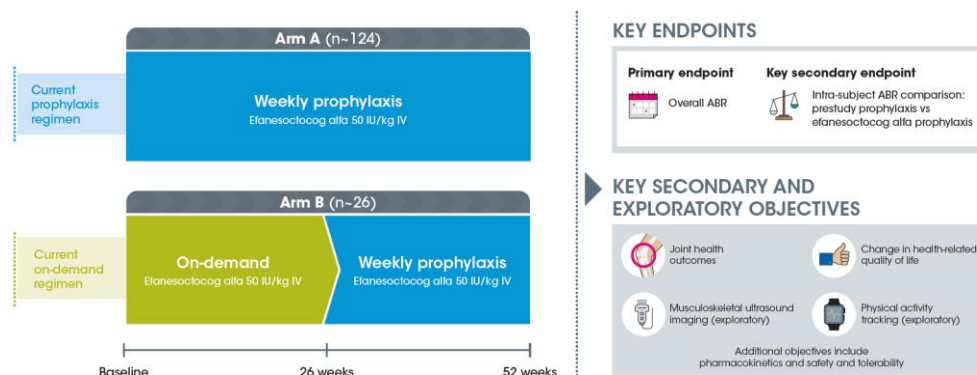 Arm A (n~124)
Current
prophylaxis
regimen
Weekly prophylaxis
Efanesoctocog alfa 50 IU/kg IV
Arm B (n~26)
Current
on-demand
regimen
On-demand
Efanesoctocog alfa 50 IU/kg IV
Weekly prophylaxis
Efanesoctocog alfa 50 IU/kg IV
Baseline
26 weeks
52 weeks
KEY ENDPOINTS
Primary endpoint
Overall ABR
Key secondary endpoint
Intra-subject ABR comparison:
prestudy prophylaxis vs
efanesoctocog alfa prophylaxis
KEY SECONDARY AND
EXPLORATORY OBJECTIVES
Joint health
outcomes
Change in health-related
quality of life
Musculoskeletal ultrasound
imaging (exploratory)
Physical activity
tracking (exploratory)
Additional objectives include
pharmacokinetics and safety and tolerability